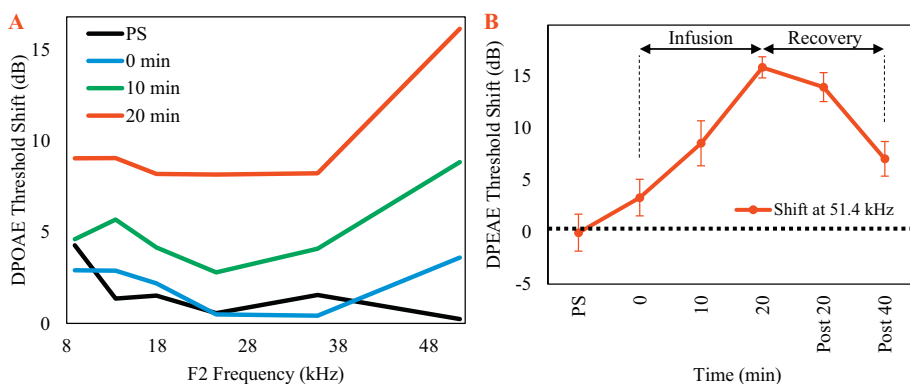 A
DPOAE Threshold Shift (dB)
15
10
5
0
PS
0 min
10 min
20 min
8
18
28
38
48
F2 Frequency (kHz)
B
DPEAE Threshold Shift (dB)
15
10
5
0
-5
Infusion
Recovery
Shift at 51.4 kHz
PS
0
10
20
Post 20
Post 40
Time (min)